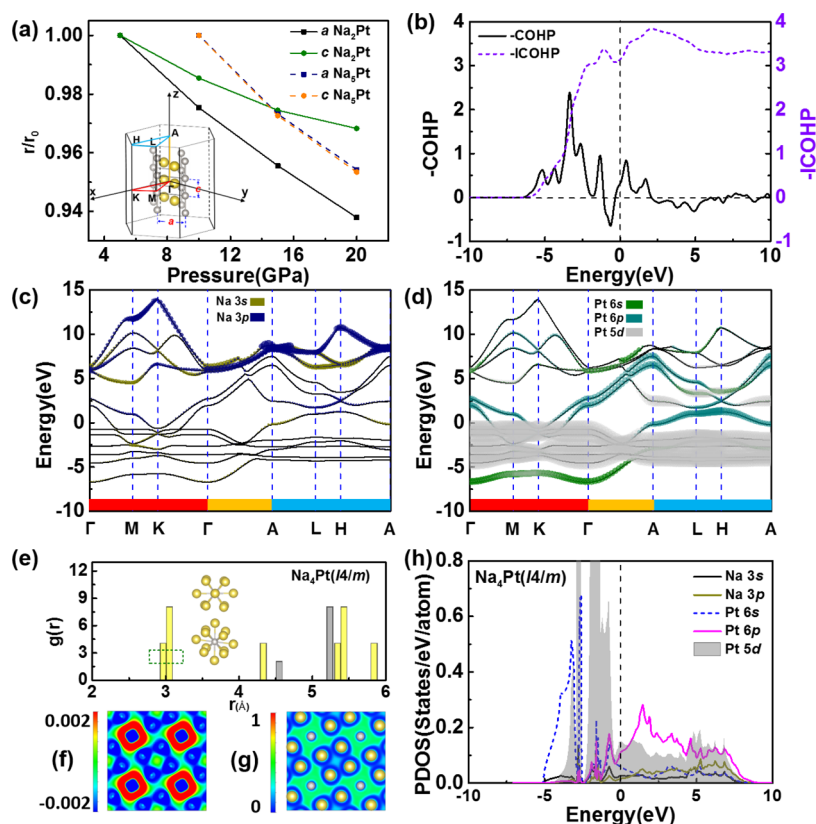 (a)
1.00
0.98
0.96
0.94
r/r₀
a Na₂Pt
c Na₂Pt
a Na₅Pt
c Na₅Pt
z
H
L
A
x
K
M
Γ
y
c
a
4
8
12
16
20
Pressure(GPa)
(b)
4
3
2
1
0
-1
-COHP
-COHP
-ICOHP
4
3
2
1
0
-1
-ICOHP
-10
-5
0
5
10
Energy(eV)
(c)
15
10
5
0
-5
-10
Energy(eV)
Na 3s
Na 3p
Γ
M
K
Γ
A
L
H
A
(d)
15
10
5
0
-5
-10
Energy(eV)
Pt 6s
Pt 6p
Pt 5d
Γ
M
K
Γ
A
L
H
A
(e)
12
9
6
3
0
g(r)
Na₄Pt(I4/m)
2
3
4
5
6
r(Å)
0.002
(f)
-0.002
1
(g)
0
(h)
0.8
0.6
0.4
0.2
0.0
PDOS(States/eV/atom)
Na₄Pt(I4/m)
Na 3s
Na 3p
Pt 6s
Pt 6p
Pt 5d
-10
-5
0
5
10
Energy(eV)